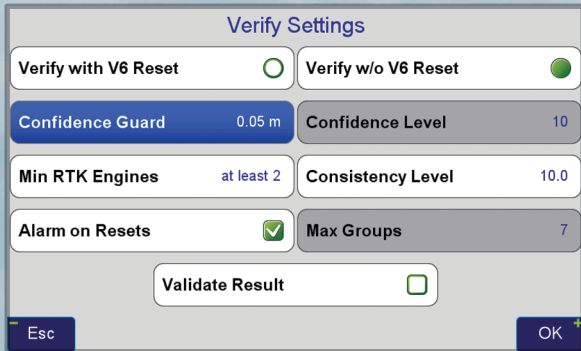 Verify Settings
Verify with V6 Reset
Verify w/o V6 Reset
Confidence Guard 0.05 m
Confidence Level 10
Min RTK Engines at least 2
Consistency Level 10.0
Alarm on Resets
Max Groups 7
Validate Result
- Esc
OK +